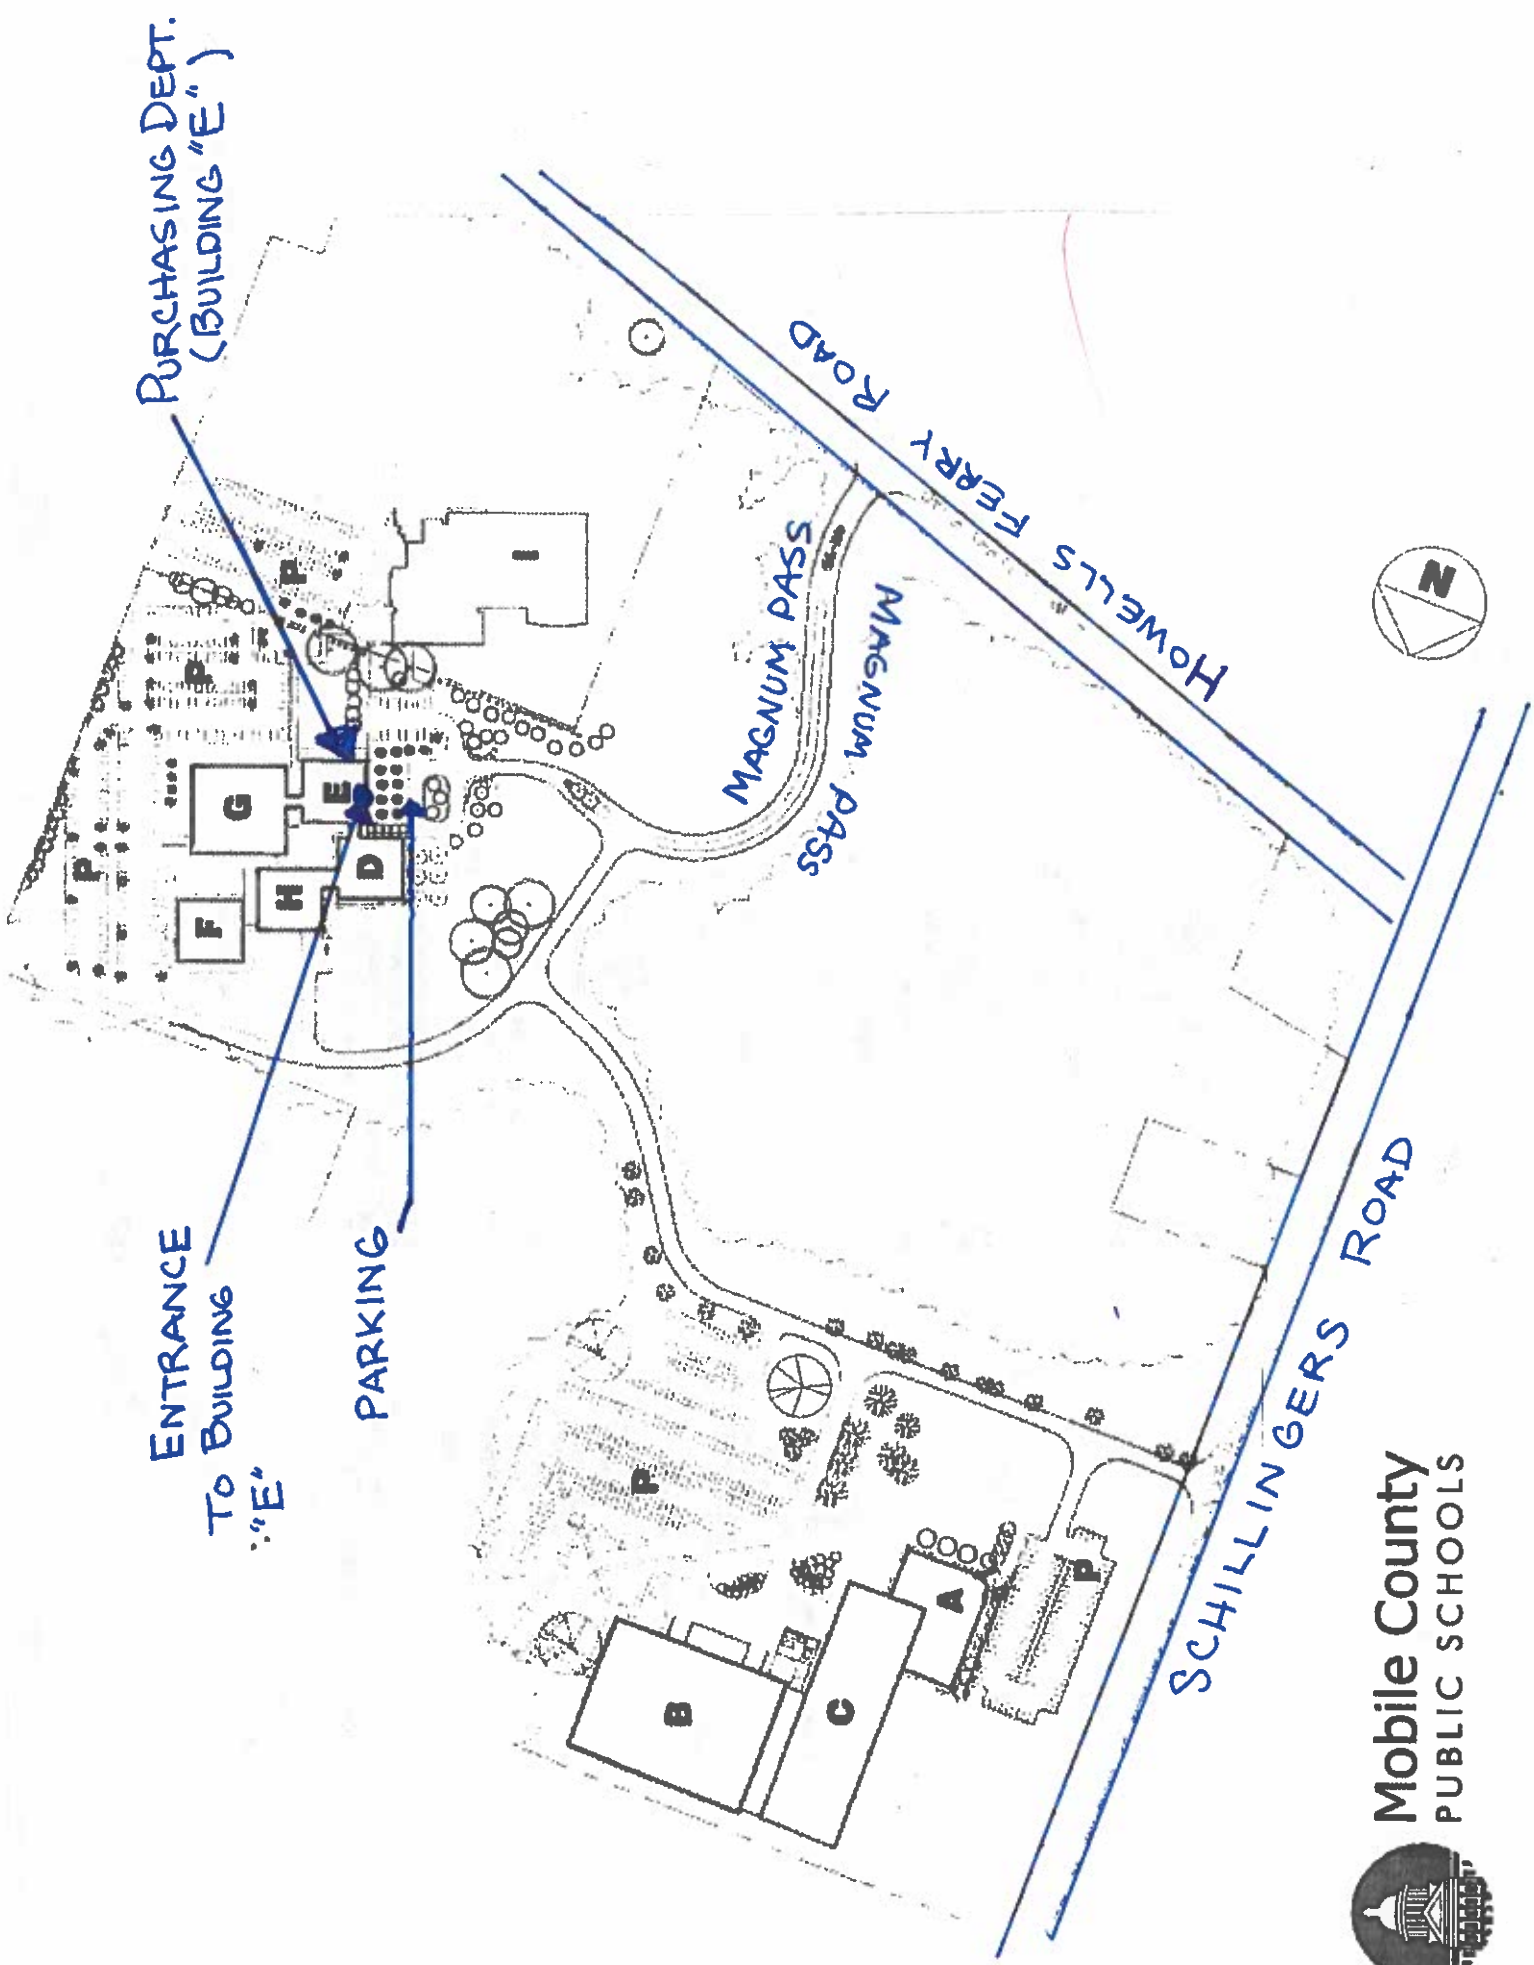 PURCHASING DEPT.
(BUILDING "E")
ENTRANCE
TO BUILDING
"E"
PARKING
P
P
P
G
E
F
H
D
I
MAGNUM PASS
MAGNUM PASS
HOWELLS FERRY ROAD
N
P
B
C
A
P
SCHILLINGERS ROAD
Mobile County
PUBLIC SCHOOLS